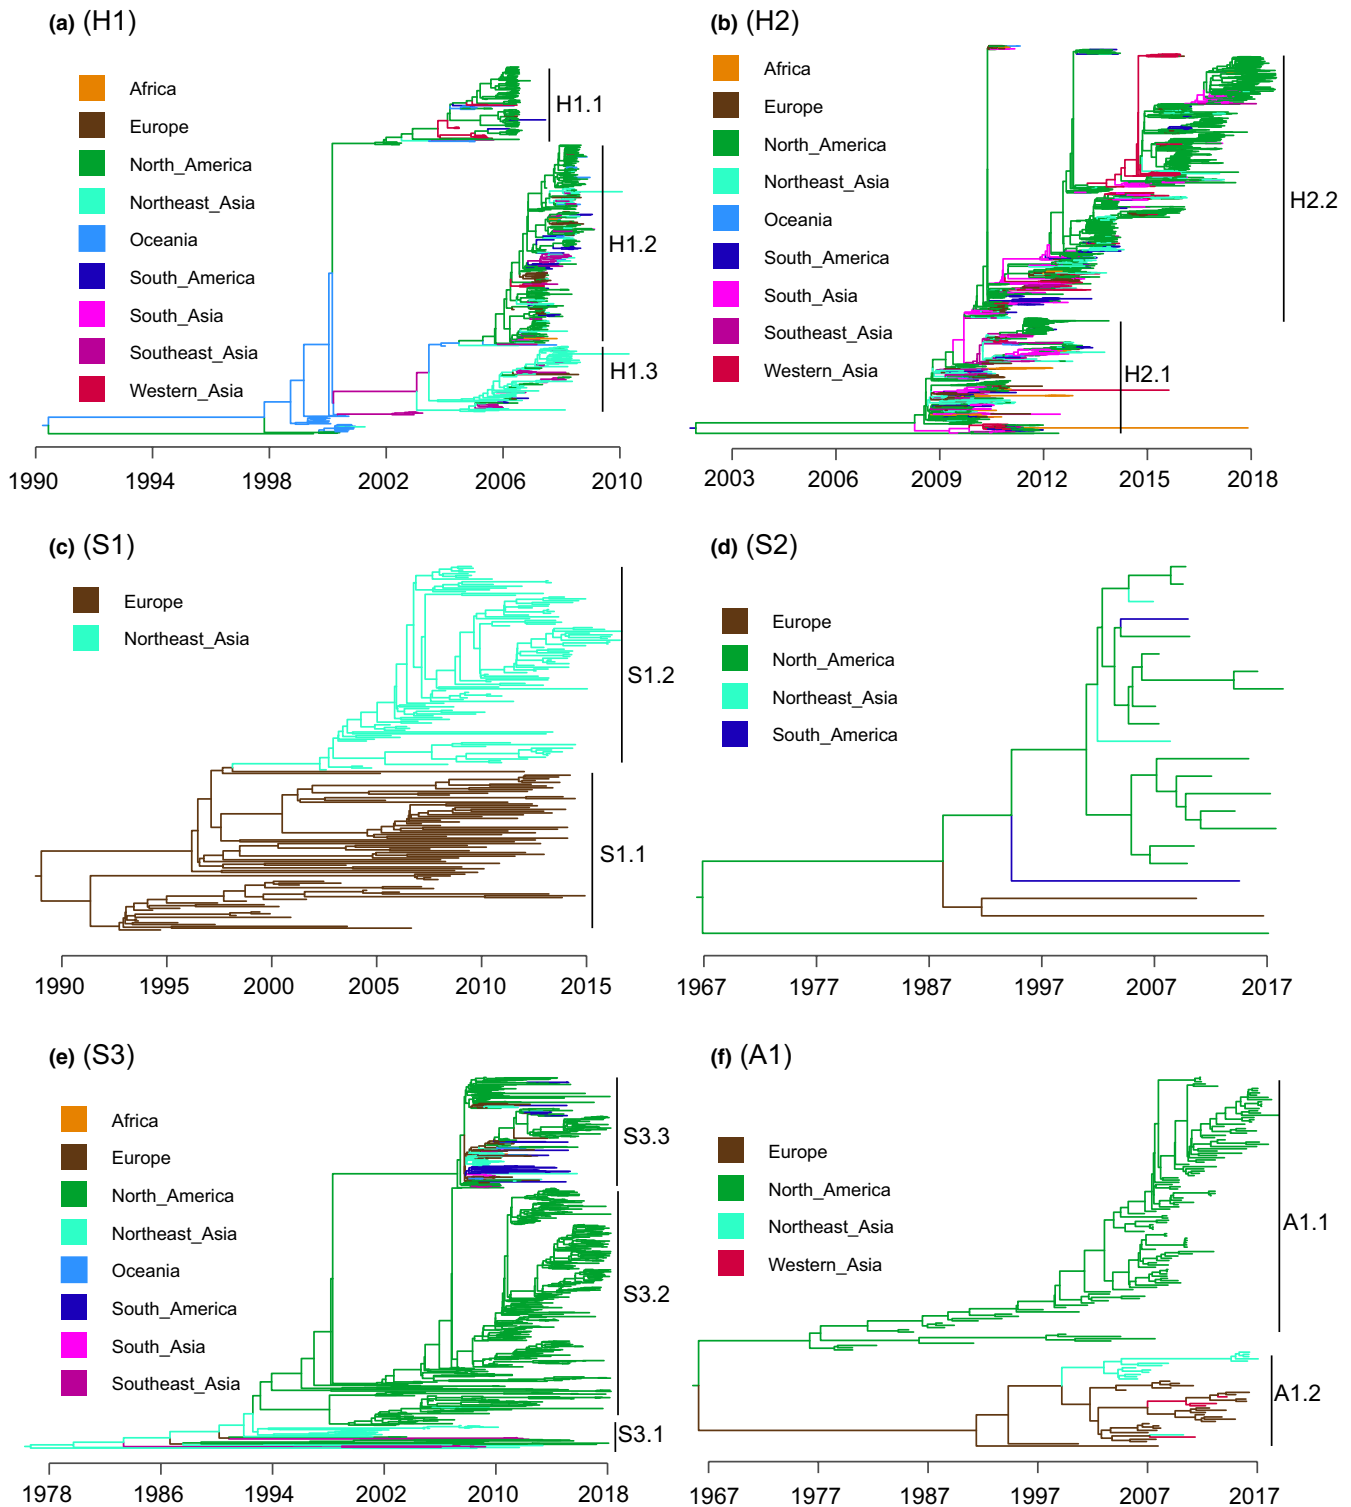 (a) (H1)
Africa
Europe
North_America
Northeast_Asia
Oceania
South_America
South_Asia
Southeast_Asia
Western_Asia
H1.1
H1.2
H1.3
1990 1994 1998 2002 2006 2010
(b) (H2)
Africa
Europe
North_America
Northeast_Asia
Oceania
South_America
South_Asia
Southeast_Asia
Western_Asia
H2.2
H2.1
2003 2006 2009 2012 2015 2018
(c) (S1)
Europe
Northeast_Asia
S1.2
S1.1
1990 1995 2000 2005 2010 2015
(d) (S2)
Europe
North_America
Northeast_Asia
South_America
1967 1977 1987 1997 2007 2017
(e) (S3)
Africa
Europe
North_America
Northeast_Asia
Oceania
South_America
South_Asia
Southeast_Asia
S3.3
S3.2
S3.1
1978 1986 1994 2002 2010 2018
(f) (A1)
Europe
North_America
Northeast_Asia
Western_Asia
A1.1
A1.2
1967 1977 1987 1997 2007 2017